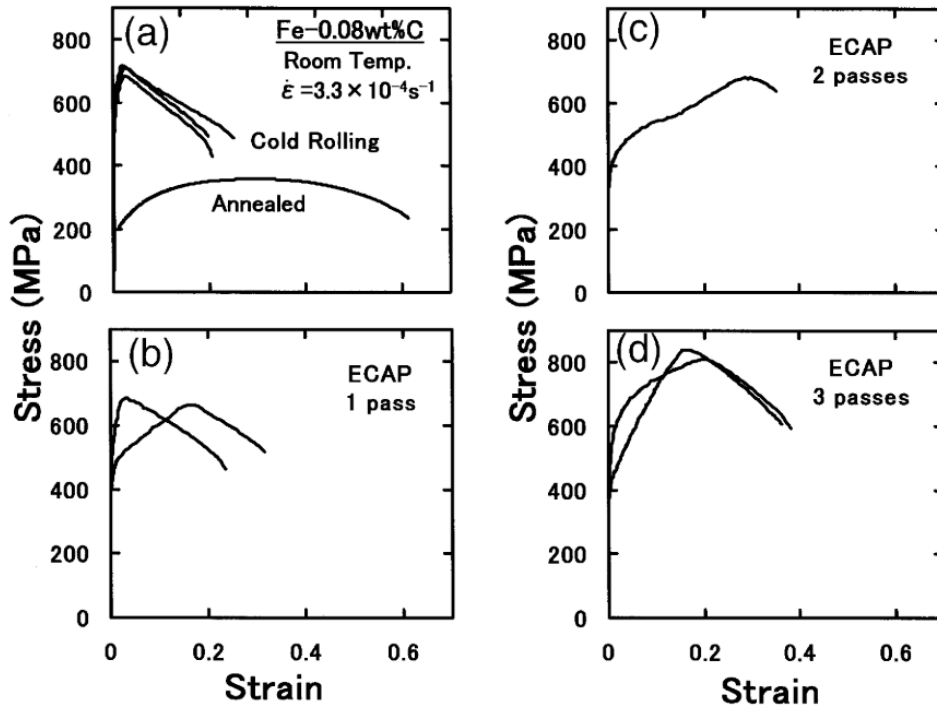 (a)
Fe-0.08wt%C
Room Temp.
ε̇ =3.3×10⁻⁴s⁻¹
Cold Rolling
Annealed
800
600
400
200
0
(b)
ECAP
1 pass
800
600
400
200
0
0
0.2
0.4
0.6
Strain
Stress (MPa)
(c)
ECAP
2 passes
800
600
400
200
0
(d)
ECAP
3 passes
800
600
400
200
0
0
0.2
0.4
0.6
Strain
Stress (MPa)